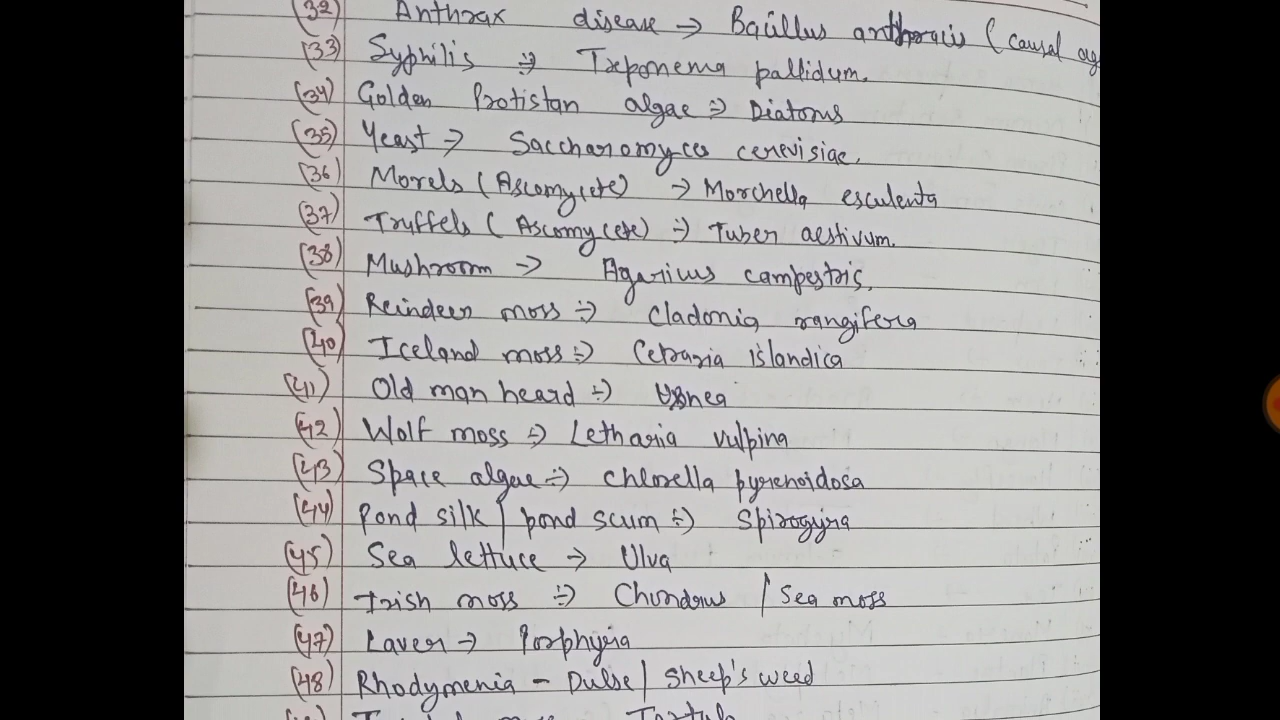 (32) Anthrax disease → Bacillus anthracis (causal ag
(33) Syphilis ⇒ Treponema pallidum.
(34) Golden Protistan algae ⇒ Diatoms
(35) Yeast → Saccharomyces cerevisiae.
(36) Morels (Ascomycete) → Morchella esculenta
(37) Truffels (Ascomycete) ⇒ Tuber aestivum.
(38) Mushroom → Agarius campestris.
(39) Reindeer moss ⇒ Cladonia rangifera
(40) Iceland moss ⇒ Cetraria islandica
(41) Old man heard ⇒ Usnea
(42) Wolf moss ⇒ Letharia vulpina
(43) Space algae ⇒ Chlorella pyrenoidosa
(44) Pond silk / pond scum ⇒ Spirogyra
(45) Sea lettuce → Ulva
(46) Irish moss ⇒ Chondrus / Sea moss
(47) Laver → Porphyria
(48) Rhodymenia - Dulse / Sheep's weed